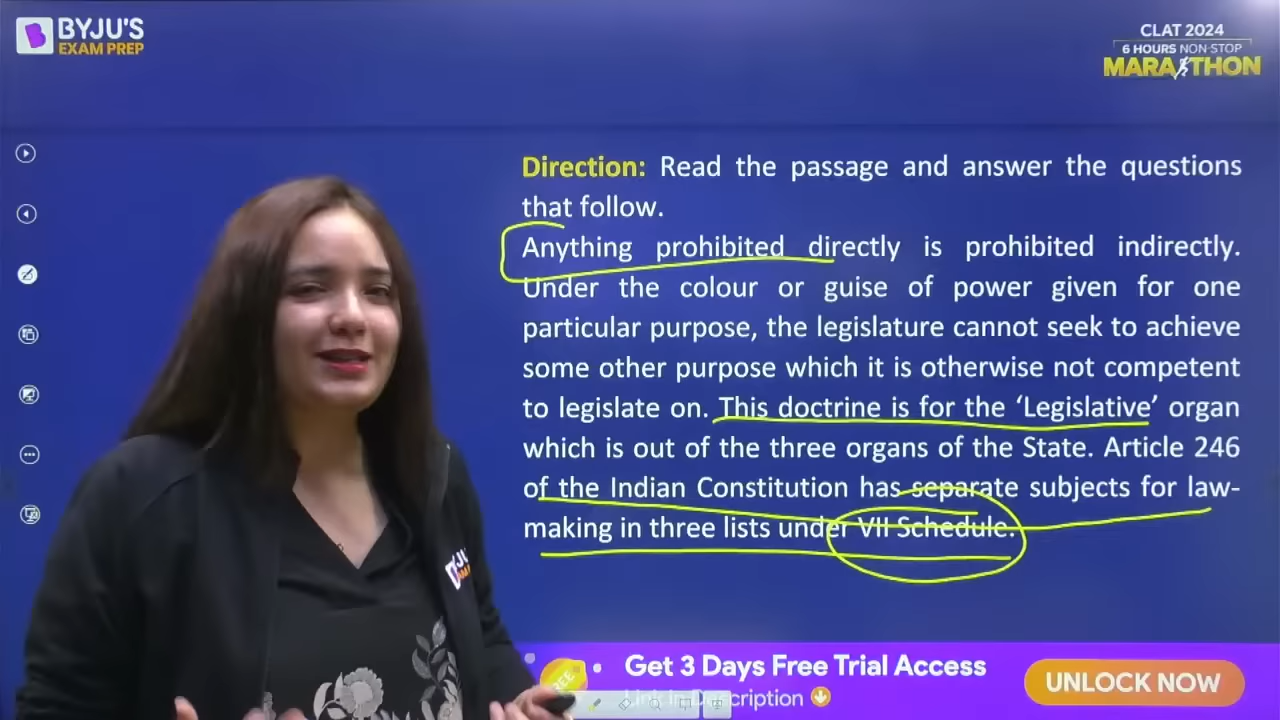 BYJU'S
EXAM PREP
CLAT 2024
6 HOURS NON-STOP
MARATHON
Direction: Read the passage and answer the questions
that follow.
Anything prohibited directly is prohibited indirectly.
Under the colour or guise of power given for one
particular purpose, the legislature cannot seek to achieve
some other purpose which it is otherwise not competent
to legislate on. This doctrine is for the ‘Legislative’ organ
which is out of the three organs of the State. Article 246
of the Indian Constitution has separate subjects for law-
making in three lists under VII Schedule.
Get 3 Days Free Trial Access
Link In Description
UNLOCK NOW